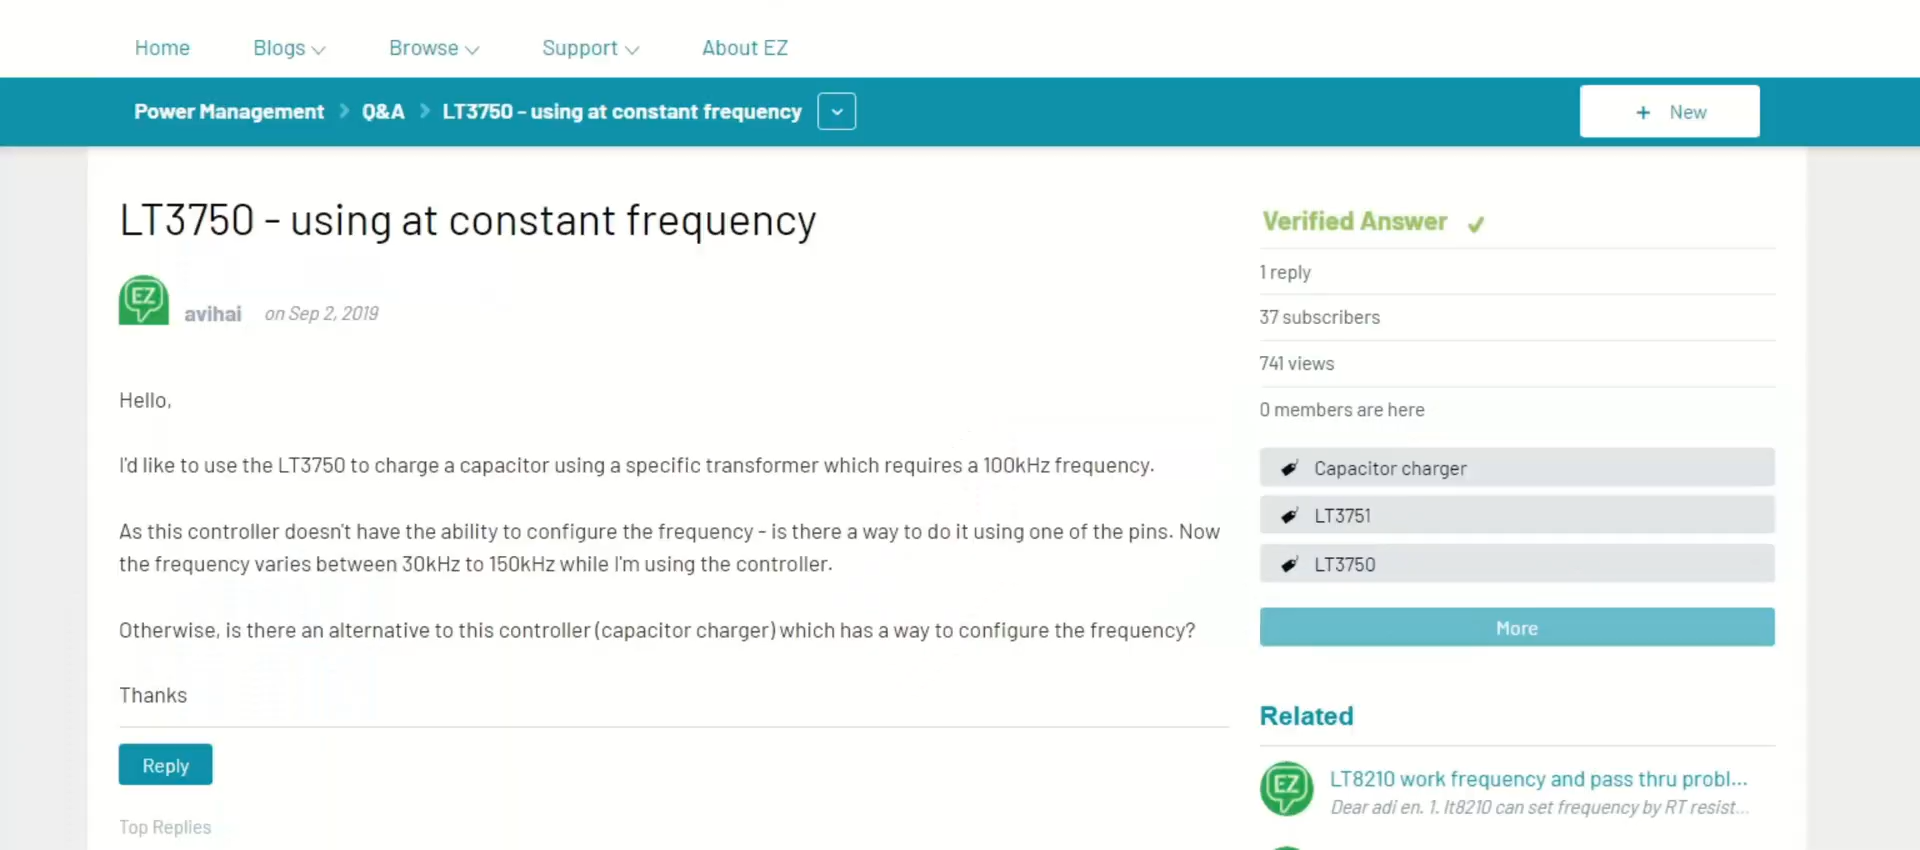 Home Blogs Browse Support About EZ
Power Management > Q&A > LT3750 - using at constant frequency
+ New
LT3750 - using at constant frequency
EZ
avihai on Sep 2, 2019
Hello,
I'd like to use the LT3750 to charge a capacitor using a specific transformer which requires a 100kHz frequency.
As this controller doesn't have the ability to configure the frequency - is there a way to do it using one of the pins. Now
the frequency varies between 30kHz to 150kHz while I'm using the controller.
Otherwise, is there an alternative to this controller (capacitor charger) which has a way to configure the frequency?
Thanks
Reply
Top Replies
Verified Answer
1 reply
37 subscribers
741 views
0 members are here
Capacitor charger
LT3751
LT3750
More
Related
EZ
LT8210 work frequency and pass thru probl...
Dear adi en. 1. lt8210 can set frequency by RT resist...